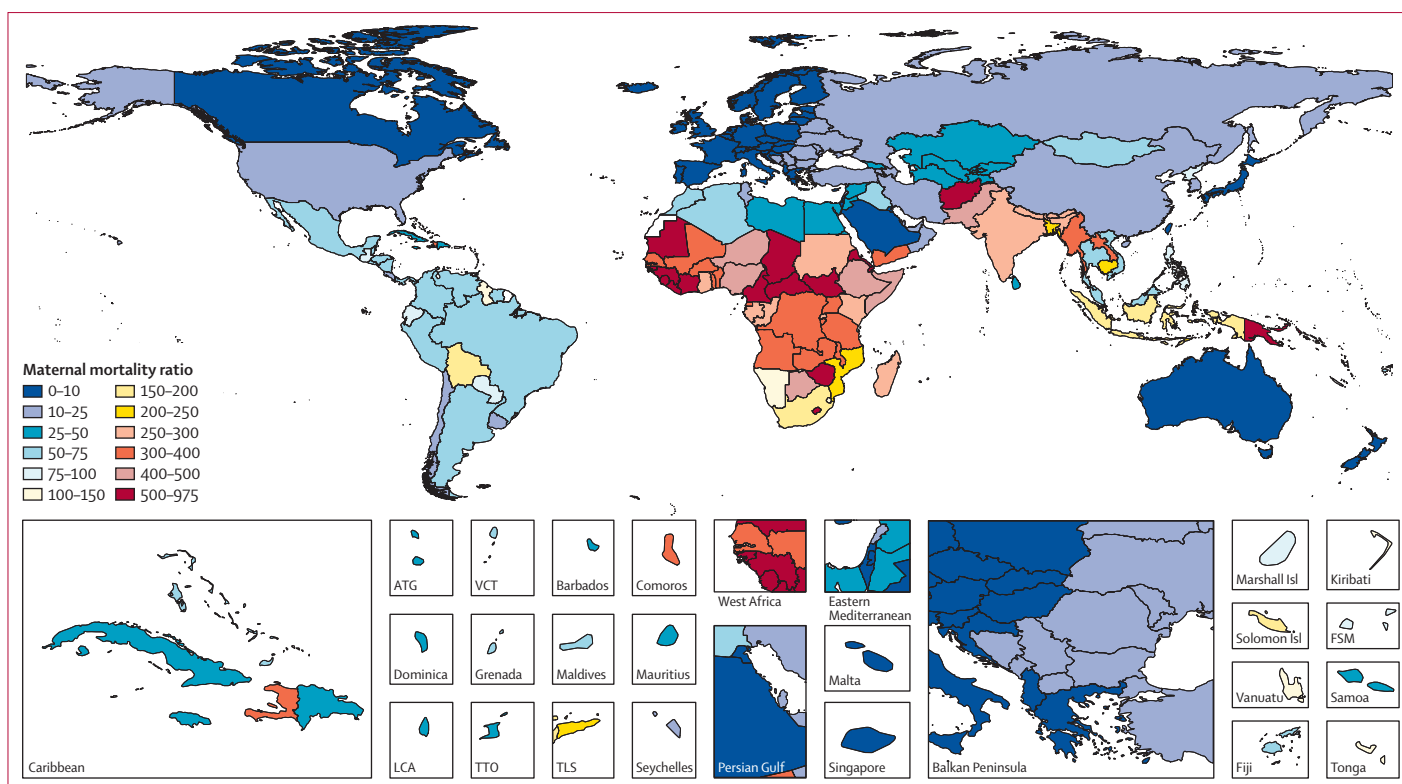 Maternal mortality ratio
0–10
10–25
25–50
50–75
75–100
100–150
150–200
200–250
250–300
300–400
400–500
500–975
Caribbean
ATG
VCT
Barbados
Comoros
Dominica
Grenada
Maldives
Mauritius
LCA
TTO
TLS
Seychelles
West Africa
Eastern
Mediterranean
Persian Gulf
Malta
Singapore
Balkan Peninsula
Marshall Isl
Kiribati
Solomon Isl
FSM
Vanuatu
Samoa
Fiji
Tonga